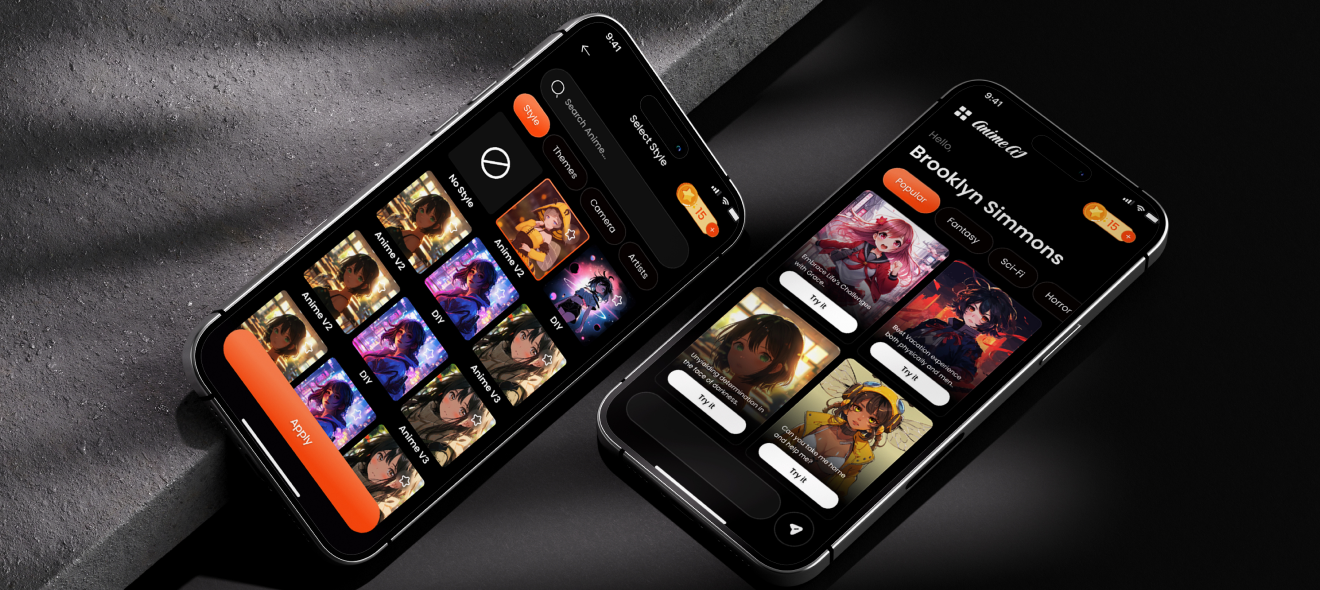 9:41
Select Style
15
Search Anime...
Style
Themes
Camera
Artists
No Style
Anime V2
DIY
Anime V2
DIY
Anime V3
Anime V2
DIY
Anime V3
Apply
9:41
Anime AI
15
Hello,
Brooklyn Simmons
Popular
Fantasy
Sci-Fi
Horror
Embrace Life's Challenges
with Grace.
Try it
Best Vacation experience
both physically and men
Try it
Unyielding determination in
the face of darkness.
Try it
Can you take me home
and help me?
Try it